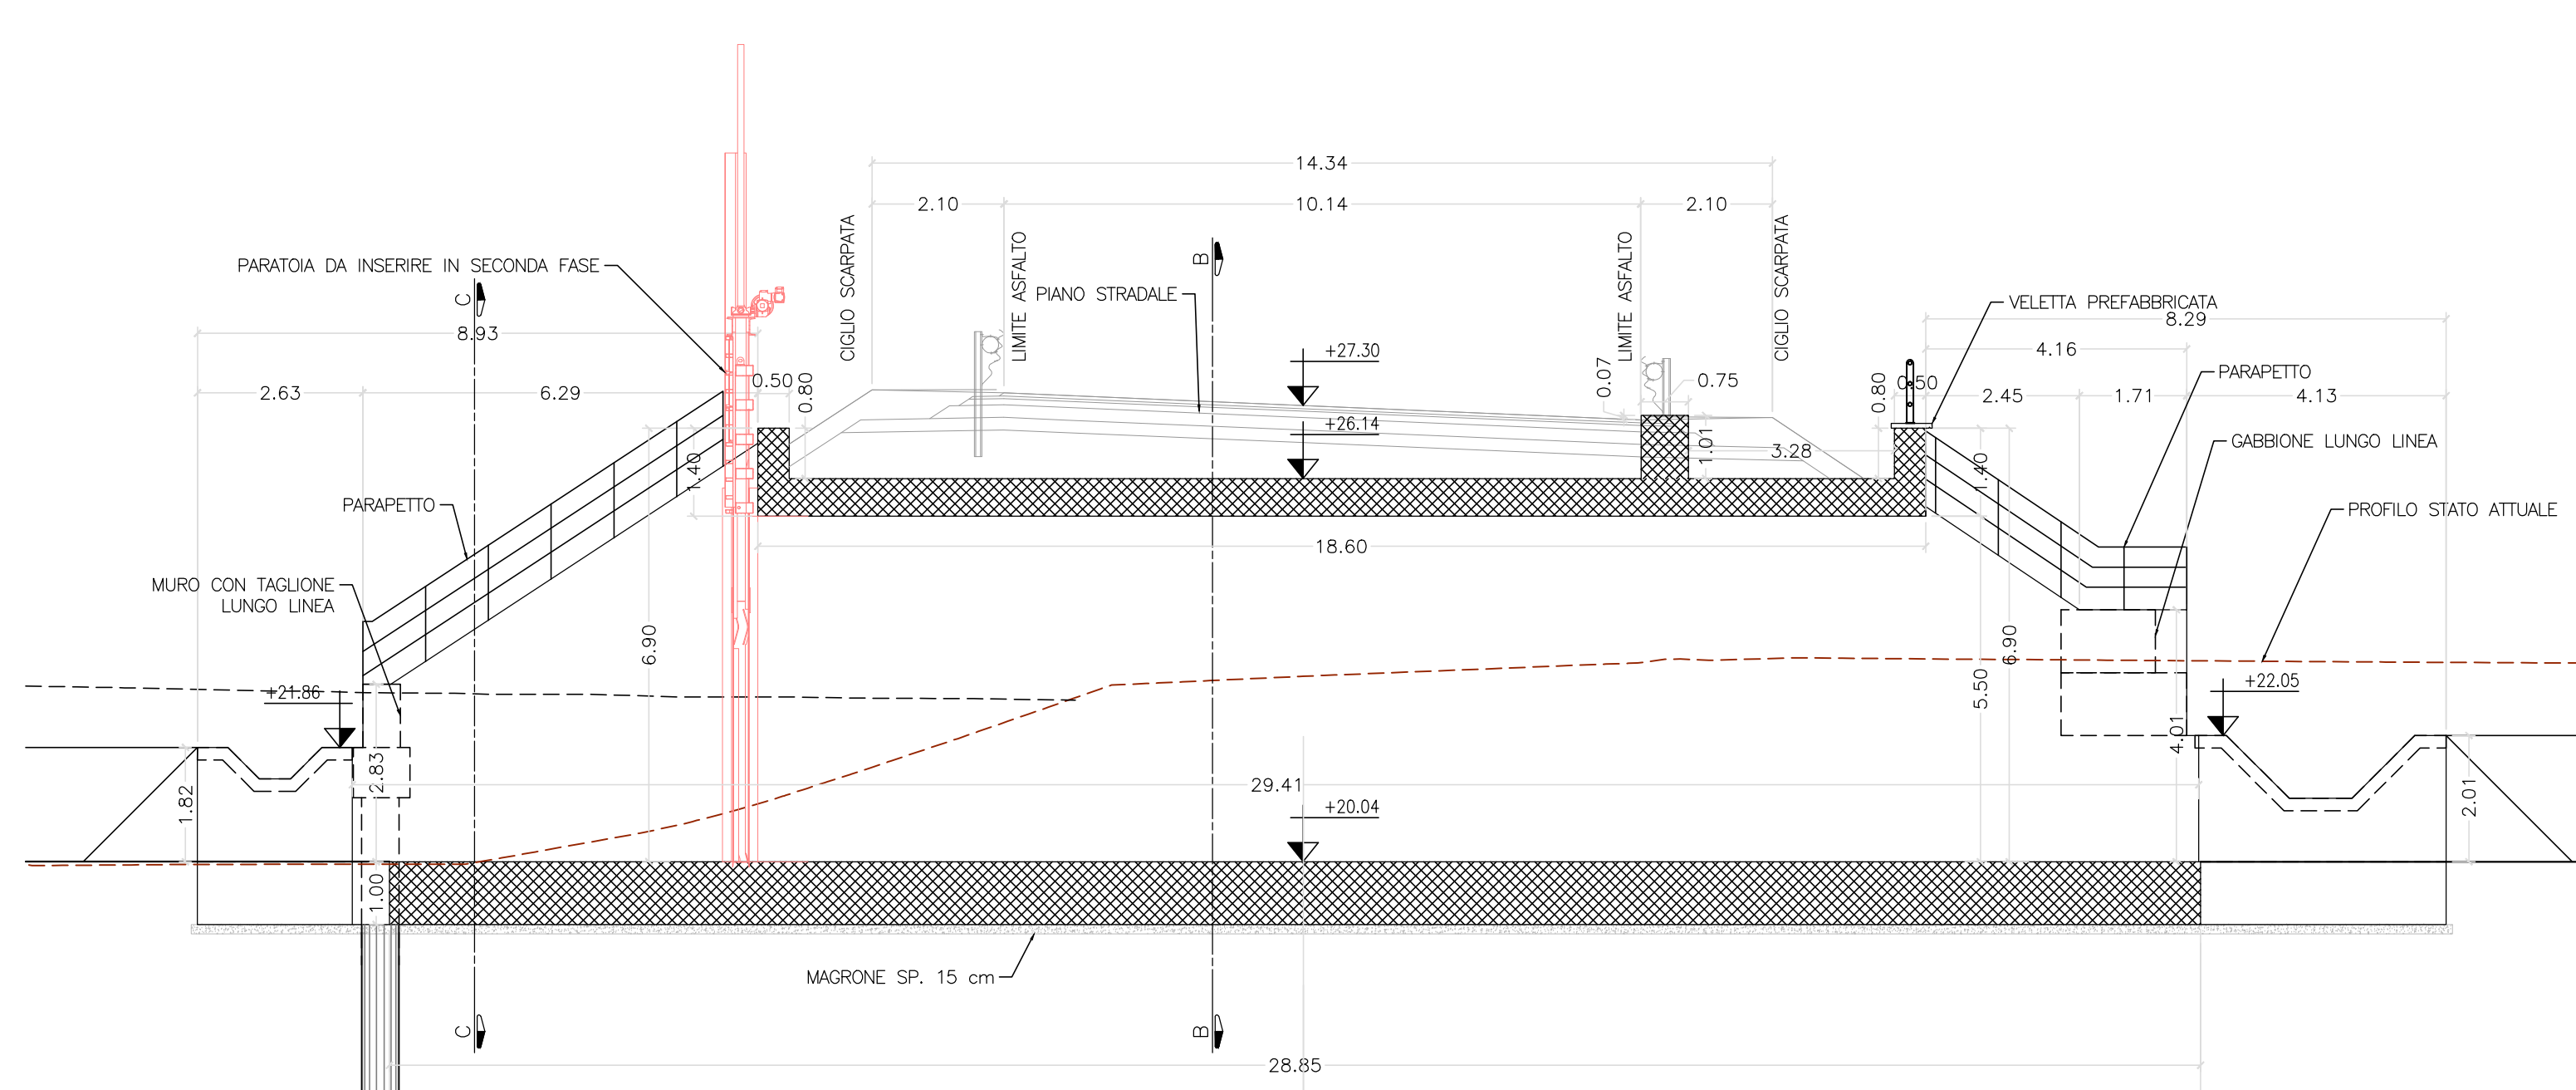 14.34
2.10
10.14
2.10
CIGLIO SCARPATA
LIMITE ASFALTO
LIMITE ASFALTO
CIGLIO SCARPATA
B
PARATOIA DA INSERIRE IN SECONDA FASE
C
PIANO STRADALE
VELETTA PREFABBRICATA
8.93
8.29
+27.30
4.16
2.63
6.29
0.50
0.80
0.07
0.75
0.80
0.50
2.45
1.71
PARAPETTO
4.13
+26.14
1.40
1.01
3.28
1.40
GABBIONE LUNGO LINEA
PARAPETTO
PROFILO STATO ATTUALE
18.60
MURO CON TAGLIONE
LUNGO LINEA
6.90
6.90
+21.86
5.50
+22.05
4.01
1.82
2.83
29.41
+20.04
2.01
1.00
MAGRONE SP. 15 cm
C
B
28.85